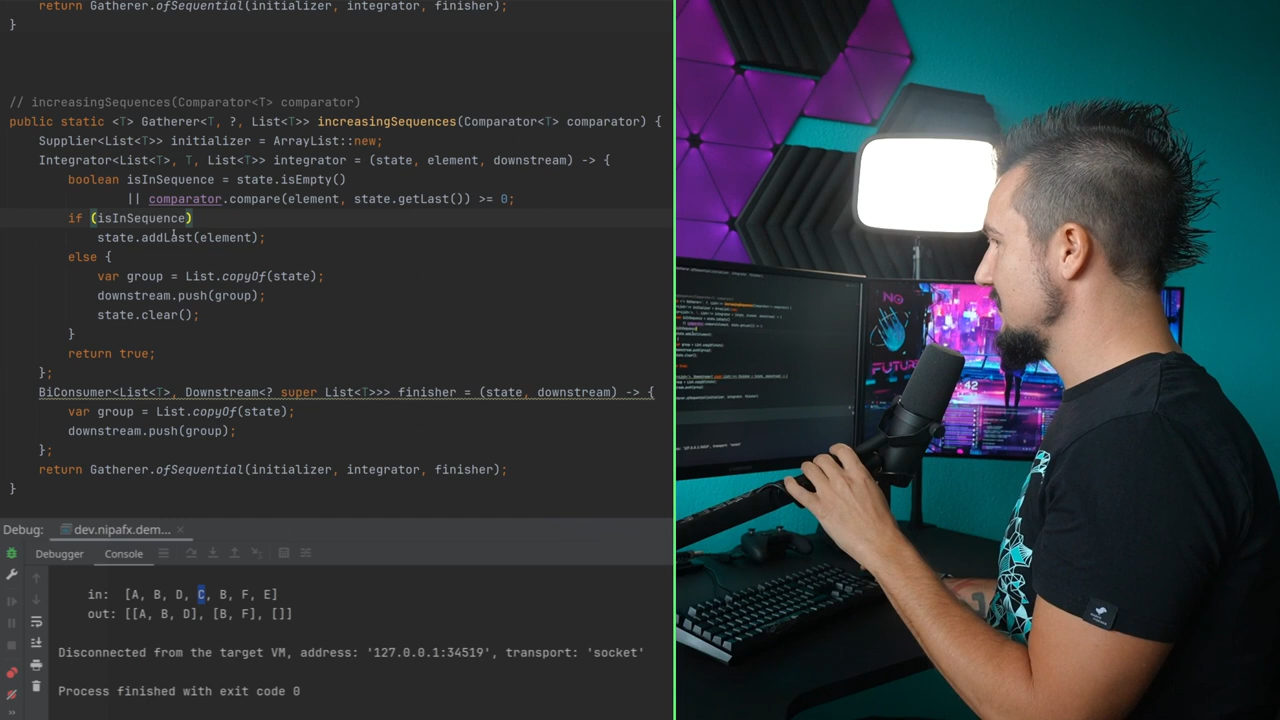 return Gatherer.ofSequential(initializer, integrator, finisher);
}
// increasingSequences(Comparator<T> comparator)
public static <T> Gatherer<T, ?, List<T>> increasingSequences(Comparator<T> comparator) {
Supplier<List<T>> initializer = ArrayList::new;
Integrator<List<T>, T, List<T>> integrator = (state, element, downstream) -> {
boolean isInSequence = state.isEmpty()
|| comparator.compare(element, state.getLast()) >= 0;
if (isInSequence)
state.addLast(element);
else {
var group = List.copyOf(state);
downstream.push(group);
state.clear();
}
return true;
};
BiConsumer<List<T>, Downstream<? super List<T>>> finisher = (state, downstream) -> {
var group = List.copyOf(state);
downstream.push(group);
};
return Gatherer.ofSequential(initializer, integrator, finisher);
}
Debug: dev.nipafx.dem...
Debugger Console
in: [A, B, D, C, B, F, E]
out: [[A, B, D], [B, F], []]
Disconnected from the target VM, address: '127.0.0.1:34519', transport: 'socket'
Process finished with exit code 0
NO
FUTURE
:42